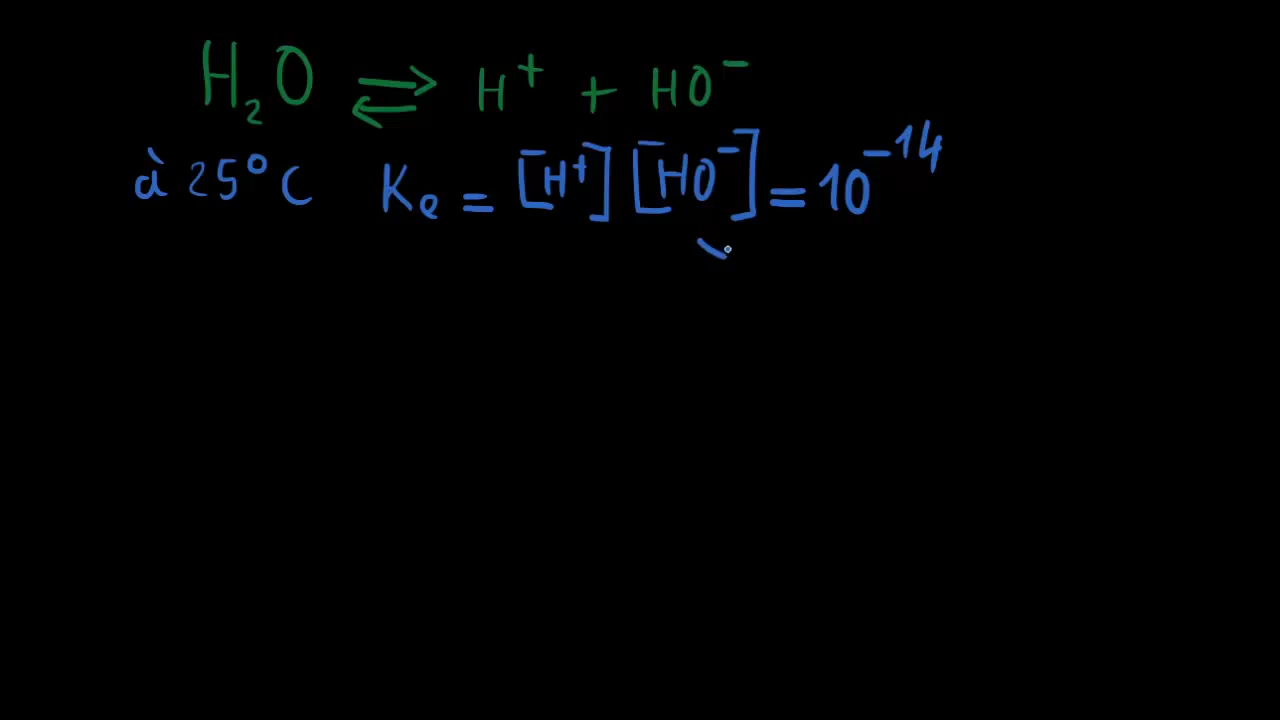 H₂O ⇌ H⁺ + HO⁻
à 25°C Ke = [H⁺] [HO⁻] = 10⁻¹⁴